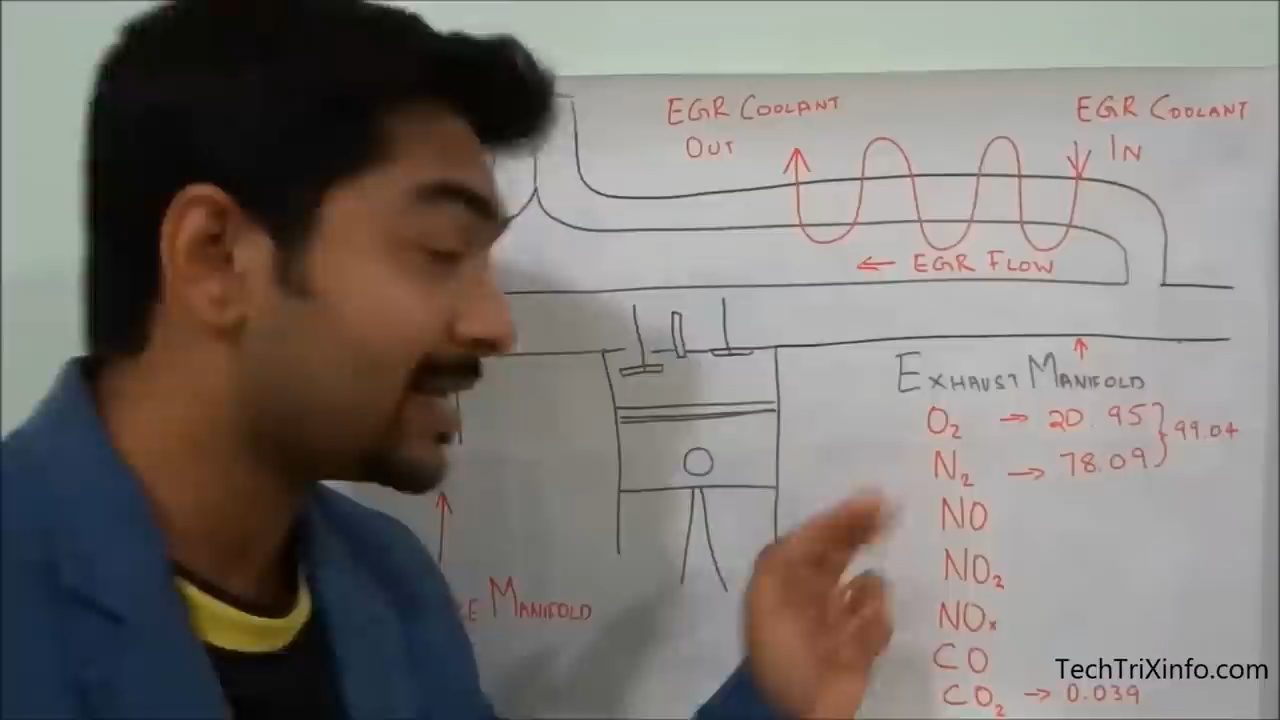 EGR COOLANT
OUT
EGR COOLANT
IN
← EGR FLOW
EXHAUST MANIFOLD
O₂ → 20.95 } 99.04
N₂ → 78.09
NO
NO₂
NOx
CO
CO₂ → 0.039
MANIFOLD
TechTriXinfo.com